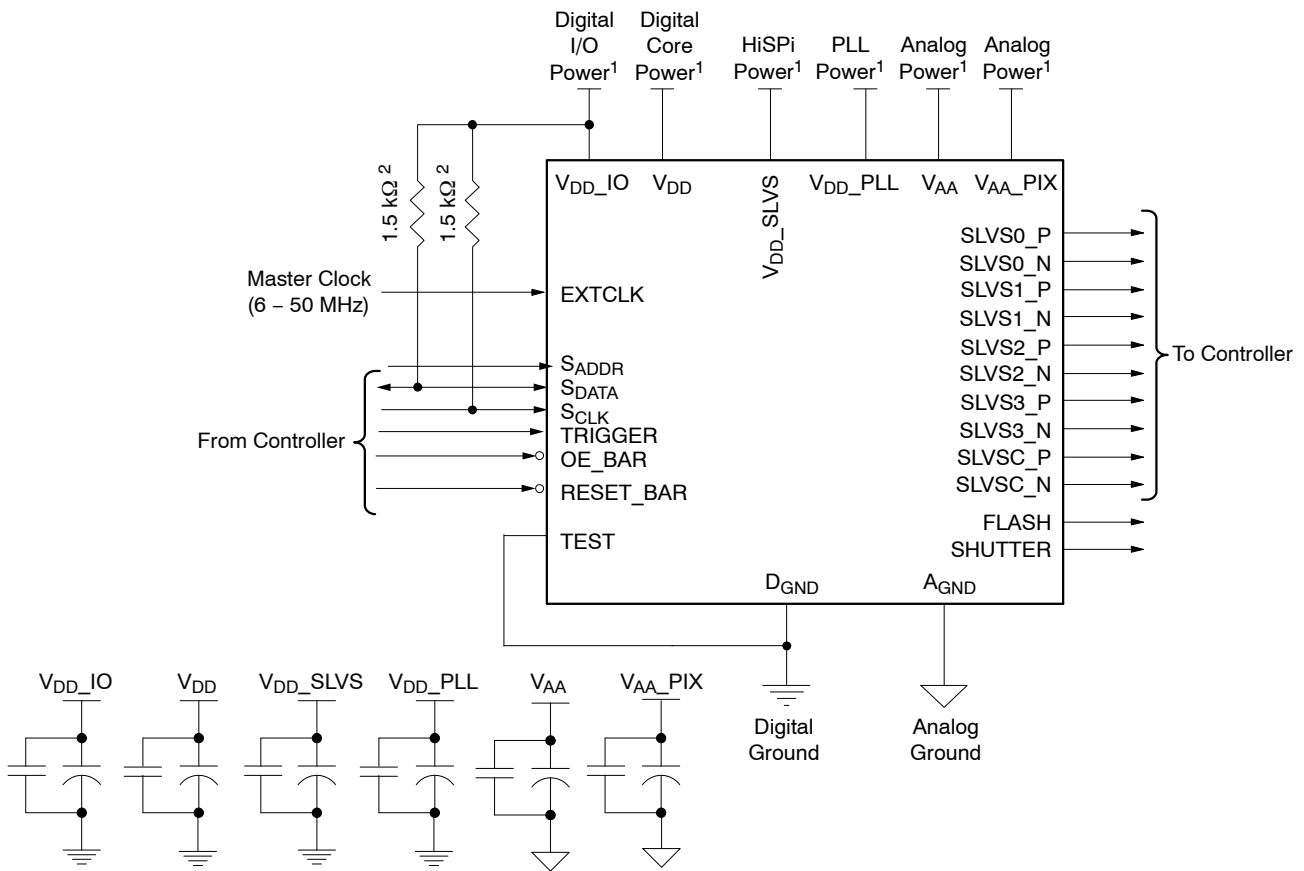 Digital
I/O
Power¹
Digital
Core
Power¹
HiSPi
Power¹
PLL
Power¹
Analog
Power¹
Analog
Power¹
1.5 kΩ ²
1.5 kΩ ²
VDD_IO
VDD
VDD_SLVS
VDD_PLL
VAA
VAA_PIX
Master Clock
(6 – 50 MHz)
EXTCLK
From Controller
SADDR
SDATA
SCLK
TRIGGER
OE_BAR
RESET_BAR
TEST
SLVS0_P
SLVS0_N
SLVS1_P
SLVS1_N
SLVS2_P
SLVS2_N
SLVS3_P
SLVS3_N
SLVSC_P
SLVSC_N
To Controller
FLASH
SHUTTER
DGND
AGND
Digital
Ground
Analog
Ground
VDD_IO
VDD
VDD_SLVS
VDD_PLL
VAA
VAA_PIX